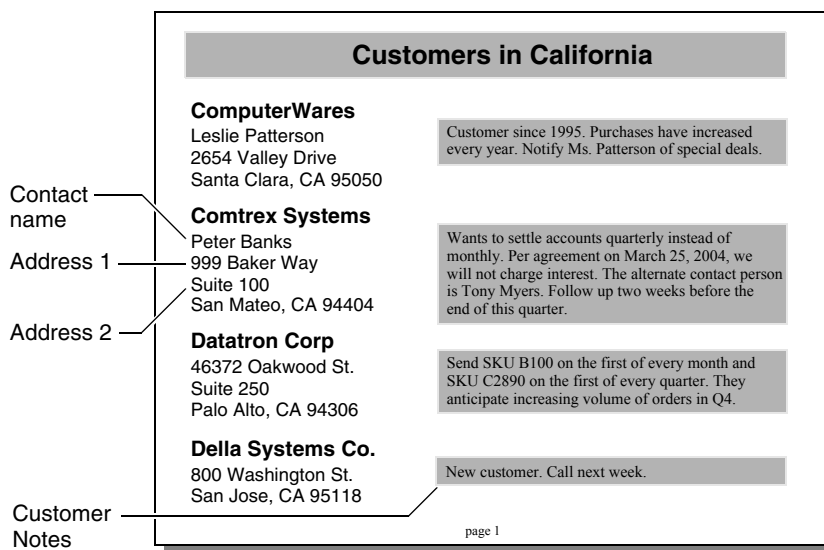 Customers in California
ComputerWares
Leslie Patterson
2654 Valley Drive
Santa Clara, CA 95050
Customer since 1995. Purchases have increased
every year. Notify Ms. Patterson of special deals.
Contact
name
Comtrex Systems
Peter Banks
Address 1
999 Baker Way
Suite 100
San Mateo, CA 94404
Address 2
Wants to settle accounts quarterly instead of
monthly. Per agreement on March 25, 2004, we
will not charge interest. The alternate contact person
is Tony Myers. Follow up two weeks before the
end of this quarter.
Datatron Corp
46372 Oakwood St.
Suite 250
Palo Alto, CA 94306
Send SKU B100 on the first of every month and
SKU C2890 on the first of every quarter. They
anticipate increasing volume of orders in Q4.
Della Systems Co.
800 Washington St.
San Jose, CA 95118
New customer. Call next week.
Customer
Notes
page 1